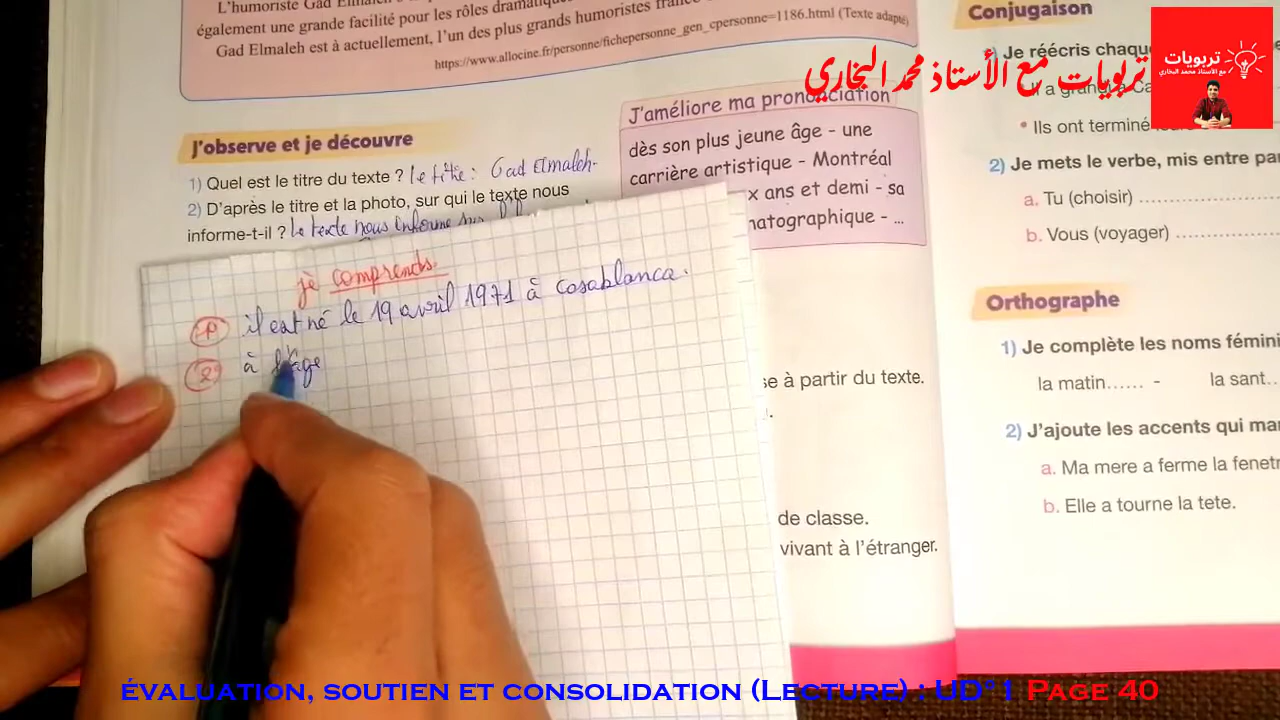 L'humoriste Gad Elmaleh
également une grande facilité pour les rôles dramatiques
Gad Elmaleh est à actuellement, l'un des plus grands humoristes
https://www.allocine.fr/personne/fichepersonne_gen_cpersonne=1186.html (Texte adapté)
J'observe et je découvre
1) Quel est le titre du texte ? le titre : Gad Elmaleh.
2) D'après le titre et la photo, sur qui le texte nous
informe-t-il ? le texte nous informe sur
J'améliore ma prononciation
dès son plus jeune âge - une
carrière artistique - Montréal
x ans et demi - sa
matographique - ...
je comprends.
1 il est né le 19 avril 1971 à Casablanca.
2 à l'âge
se à partir du texte.
de classe.
vivant à l'étranger.
Conjugaison
Je réécris chaque
a grand
• Ils ont terminé
2) Je mets le verbe, mis entre par
a. Tu (choisir) ..............................
b. Vous (voyager) ....................
Orthographe
1) Je complète les noms fémini
la matin...... - la sant...
2) J'ajoute les accents qui ma
a. Ma mere a ferme la fenet
b. Elle a tourne la tete.
تربويات مع الأستاذ محمد البخاري
تربويات
مع الأستاذ محمد البخاري
évaluation, soutien et consolidation (Lecture) : UD°1 Page 40